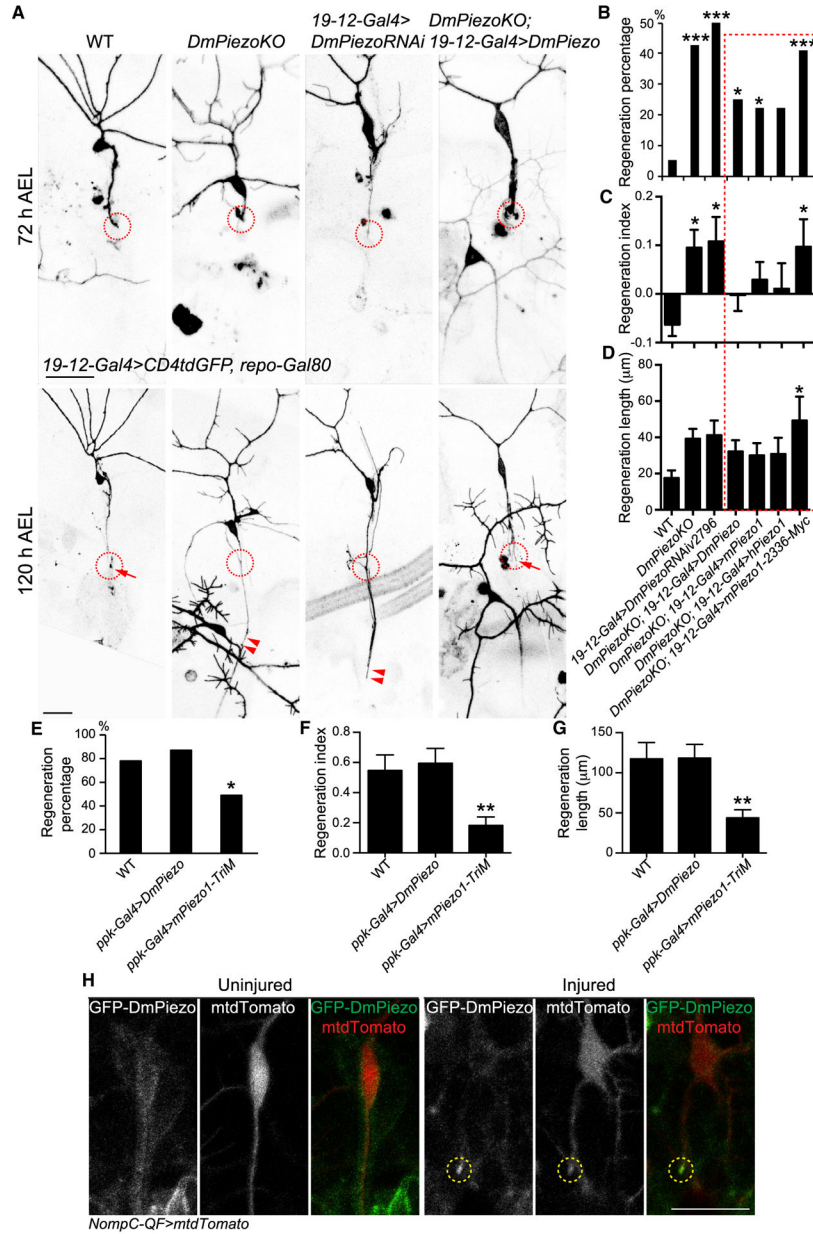 A
WT
DmPiezoKO
19-12-Gal4>
DmPiezoRNAi
DmPiezoKO;
19-12-Gal4>DmPiezo
72 h AEL
19-12-Gal4>CD4tdGFP, repo-Gal80
120 h AEL
B
%
Regeneration percentage
50
40
30
20
10
0
***
***
*
*
***
C
Regeneration index
0.2
0.1
0.0
-0.1
*
*
*
D
Regeneration length (μm)
80
60
40
20
0
*
WT
DmPiezoKO
19-12-Gal4>DmPiezoRNAiv2796
DmPiezoKO; 19-12-Gal4>DmPiezo
DmPiezoKO; 19-12-Gal4>mPiezo1
DmPiezoKO; 19-12-Gal4>hPiezo1
DmPiezoKO; 19-12-Gal4>mPiezo1-2336-Myc
E
%
Regeneration
percentage
100
80
60
40
20
0
*
WT
ppk-Gal4>DmPiezo
ppk-Gal4>mPiezo1-TriM
F
Regeneration index
0.8
0.6
0.4
0.2
0.0
**
WT
ppk-Gal4>DmPiezo
ppk-Gal4>mPiezo1-TriM
G
Regeneration
length (μm)
150
100
50
0
**
WT
ppk-Gal4>DmPiezo
ppk-Gal4>mPiezo1-TriM
H
Uninjured
Injured
GFP-DmPiezo
mtdTomato
GFP-DmPiezo
mtdTomato
GFP-DmPiezo
mtdTomato
GFP-DmPiezo
mtdTomato
NompC-QF>mtdTomato